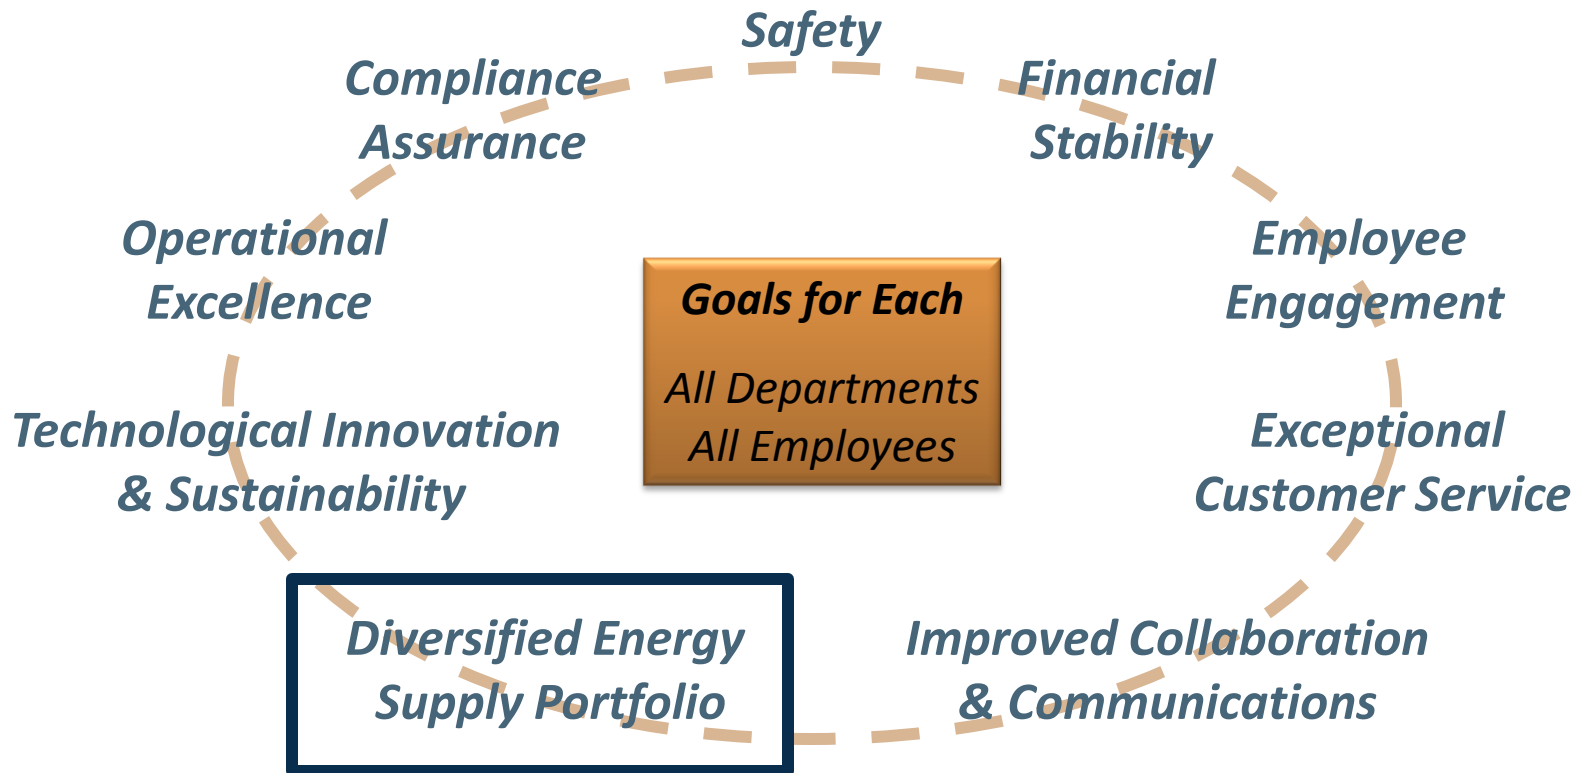 Safety
Compliance
Assurance
Financial
Stability
Operational
Excellence
Employee
Engagement
Goals for Each
All Departments
All Employees
Technological Innovation
& Sustainability
Exceptional
Customer Service
Diversified Energy
Supply Portfolio
Improved Collaboration
& Communications